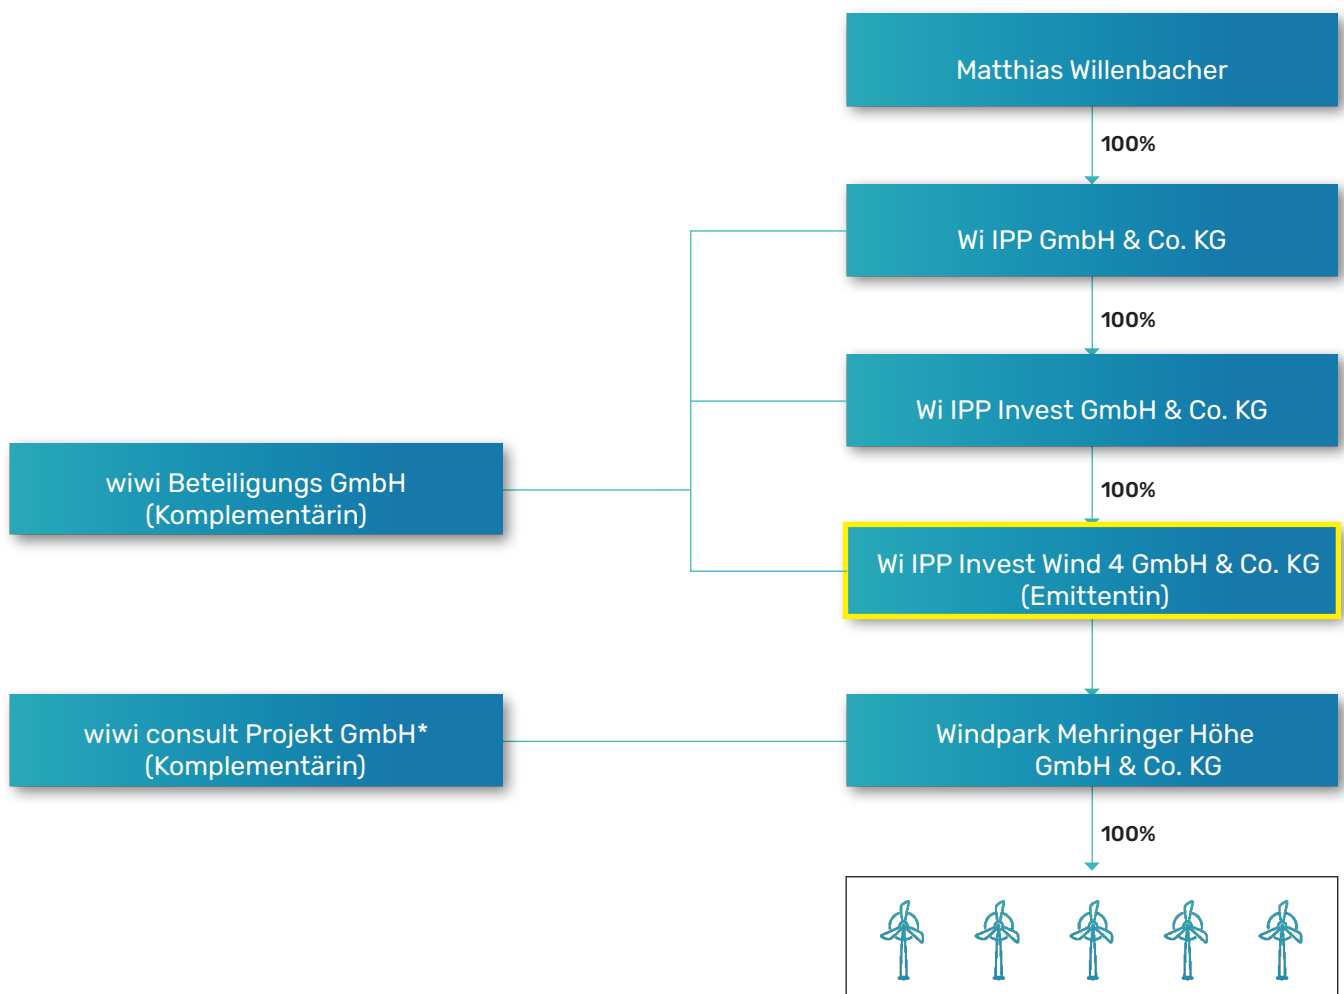 Matthias Willenbacher
100%
Wi IPP GmbH & Co. KG
100%
Wi IPP Invest GmbH & Co. KG
100%
wiwi Beteiligungs GmbH
(Komplementärin)
Wi IPP Invest Wind 4 GmbH & Co. KG
(Emittentin)
wiwi consult Projekt GmbH*
(Komplementärin)
Windpark Mehringer Höhe
GmbH & Co. KG
100%